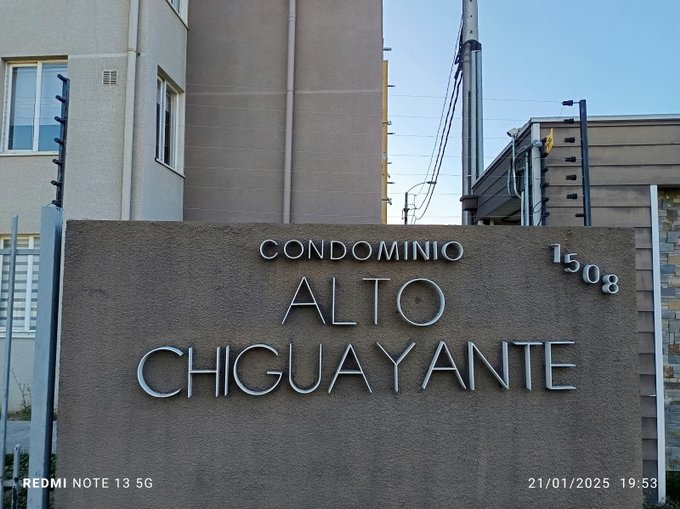 CONDOMINIO
1508
ALTO
CHIGUAYANTE
REDMI NOTE 13 5G
21/01/2025 19:53